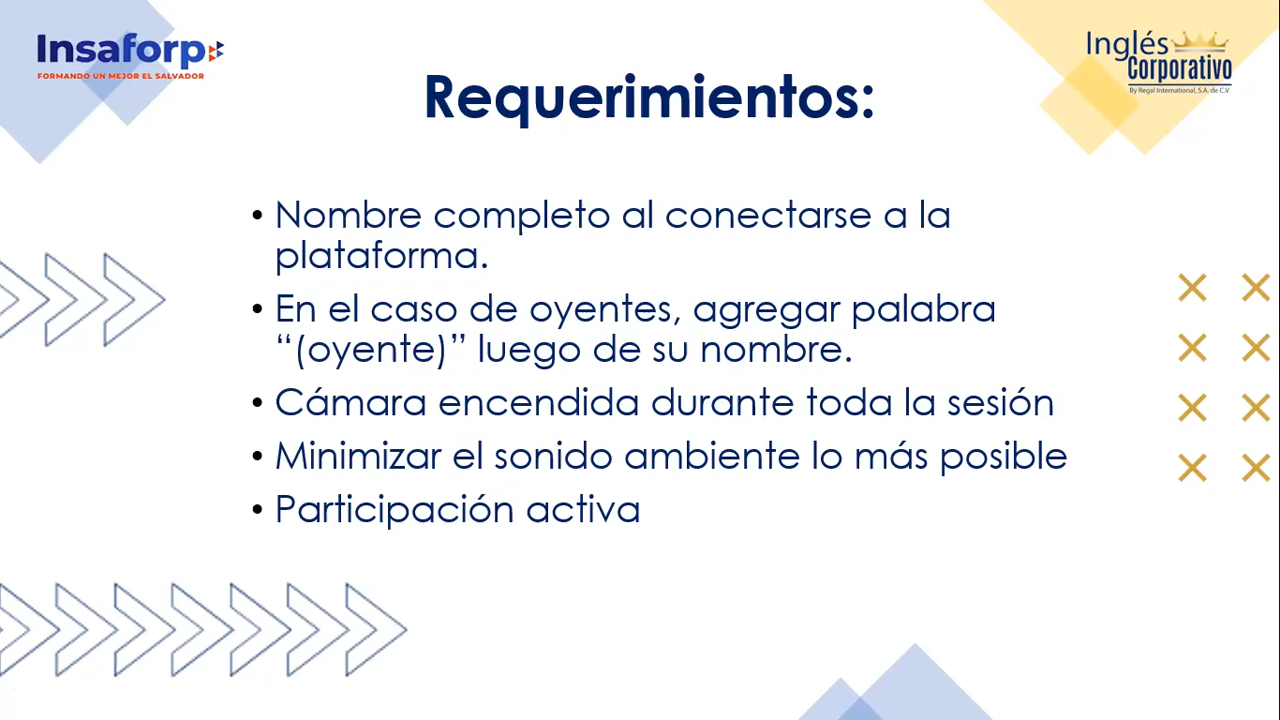 Insaforp
FORMANDO UN MEJOR EL SALVADOR
Inglés
Corporativo
By Regal International, S.A. de C.V.
Requerimientos:
• Nombre completo al conectarse a la
plataforma.
• En el caso de oyentes, agregar palabra
“(oyente)” luego de su nombre.
• Cámara encendida durante toda la sesión
• Minimizar el sonido ambiente lo más posible
• Participación activa